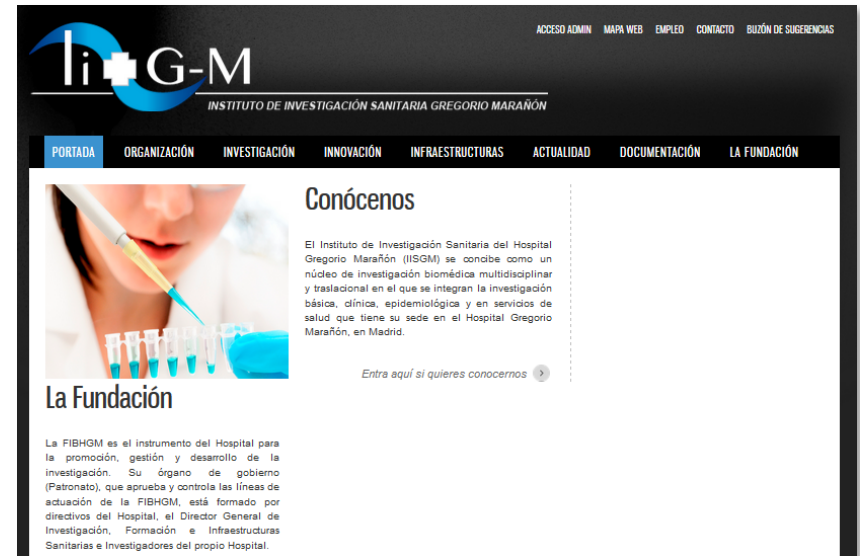 ACCESO ADMIN MAPA WEB EMPLEO CONTACTO BUZÓN DE SUGERENCIAS
IiSG-M
INSTITUTO DE INVESTIGACIÓN SANITARIA GREGORIO MARAÑÓN
PORTADA ORGANIZACIÓN INVESTIGACIÓN INNOVACIÓN INFRAESTRUCTURAS ACTUALIDAD DOCUMENTACIÓN LA FUNDACIÓN
Conócenos
El Instituto de Investigación Sanitaria del Hospital
Gregorio Marañón (IISGM) se concibe como un
núcleo de investigación biomédica multidisciplinar
y traslacional en el que se integran la investigación
básica, clínica, epidemiológica y en servicios de
salud que tiene su sede en el Hospital Gregorio
Marañón, en Madrid.
Entra aquí si quieres conocernos
La Fundación
La FIBHGM es el instrumento del Hospital para
la promoción, gestión y desarrollo de la
investigación. Su órgano de gobierno
(Patronato), que aprueba y controla las líneas de
actuación de la FIBHGM, está formado por
directivos del Hospital, el Director General de
Investigación, Formación e Infraestructuras
Sanitarias e Investigadores del propio Hospital.